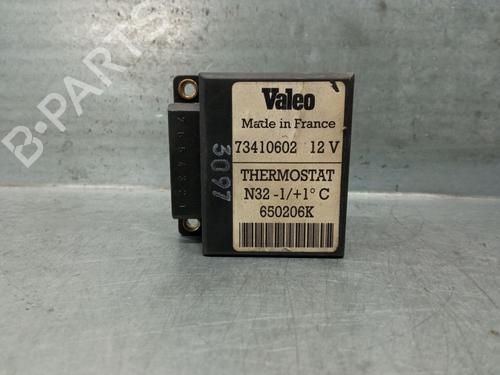 Valeo
Made in France
73410602 12 V
THERMOSTAT
N32 -1/+1° C
650206K
3097
B-PARTS